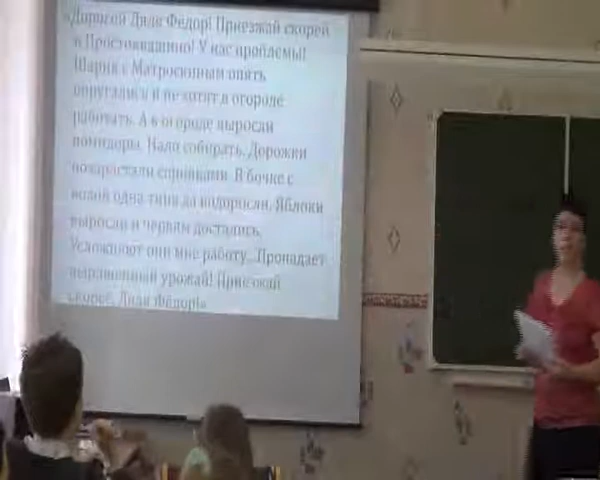 «Дорогой Дядя Фёдор! Приезжай скорей
в Простоквашино! У нас проблемы!
Шарик с Матроскиным опять
поругались и не хотят в огороде
работать. А в огороде выросли
помидоры. Надо собирать. Дорожки
позарастали сорняками. В бочке с
водой одна тина да водоросли. Яблоки
выросли и червям достались.
Усложняют они мне работу...Пропадает
выращенный урожай! Приезжай
скорее, Дядя Фёдор!»